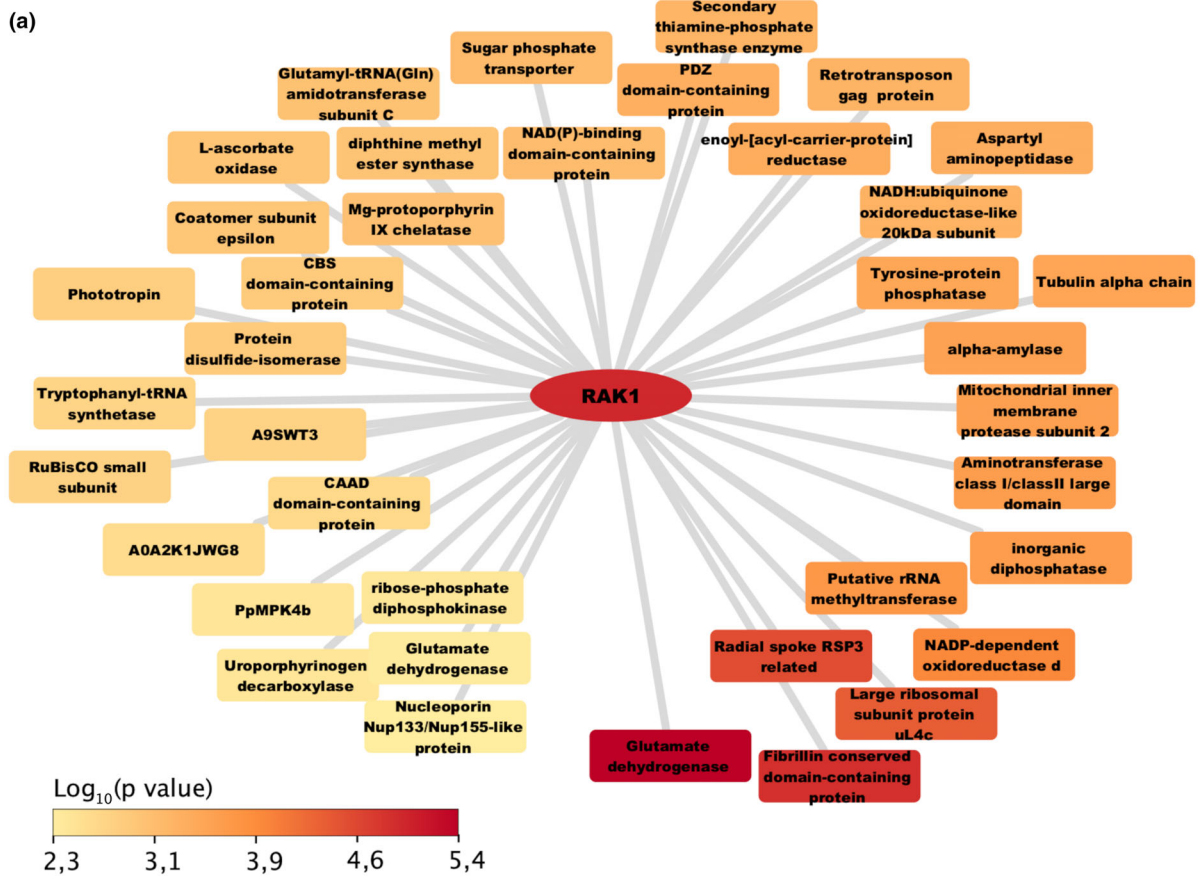 (a)
Secondary
thiamine-phosphate
synthase enzyme
Sugar phosphate
transporter
PDZ
domain-containing
protein
Retrotransposon
gag protein
Glutamyl-tRNA(Gln)
amidotransferase
subunit C
L-ascorbate
oxidase
diphthine methyl
ester synthase
NAD(P)-binding
domain-containing
protein
enoyl-[acyl-carrier-protein]
reductase
Aspartyl
aminopeptidase
Coatomer subunit
epsilon
Mg-protoporphyrin
IX chelatase
NADH:ubiquinone
oxidoreductase-like
20kDa subunit
CBS
domain-containing
protein
Tyrosine-protein
phosphatase
Tubulin alpha chain
Phototropin
Protein
disulfide-isomerase
alpha-amylase
RAK1
Tryptophanyl-tRNA
synthetase
Mitochondrial inner
membrane
protease subunit 2
A9SWT3
RuBisCO small
subunit
Aminotransferase
class I/classII large
domain
CAAD
domain-containing
protein
A0A2K1JWG8
inorganic
diphosphatase
PpMPK4b
ribose-phosphate
diphosphokinase
Putative rRNA
methyltransferase
Uroporphyrinogen
decarboxylase
Glutamate
dehydrogenase
Radial spoke RSP3
related
NADP-dependent
oxidoreductase d
Nucleoporin
Nup133/Nup155-like
protein
Large ribosomal
subunit protein
uL4c
Glutamate
dehydrogenase
Fibrillin conserved
domain-containing
protein
Log10(p value)
2,3 3,1 3,9 4,6 5,4